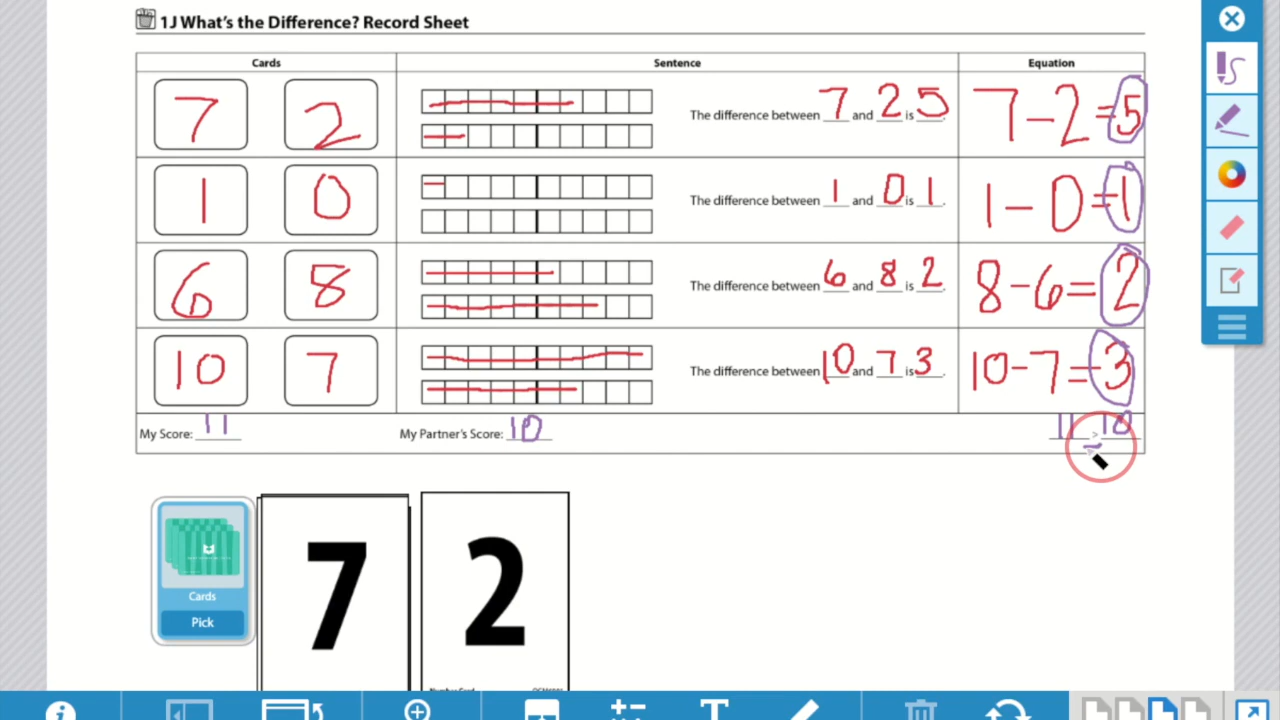 1J What's the Difference? Record Sheet
Cards Sentence Equation
7 2 The difference between 7 and 2 is 5. 7-2=5
1 0 The difference between 1 and 0 is 1. 1-0=1
6 8 The difference between 6 and 8 is 2. 8-6=2
10 7 The difference between 10 and 7 is 3. 10-7=3
My Score: 11 My Partner's Score: 10 11 > 10
=
7 2
Cards
Pick